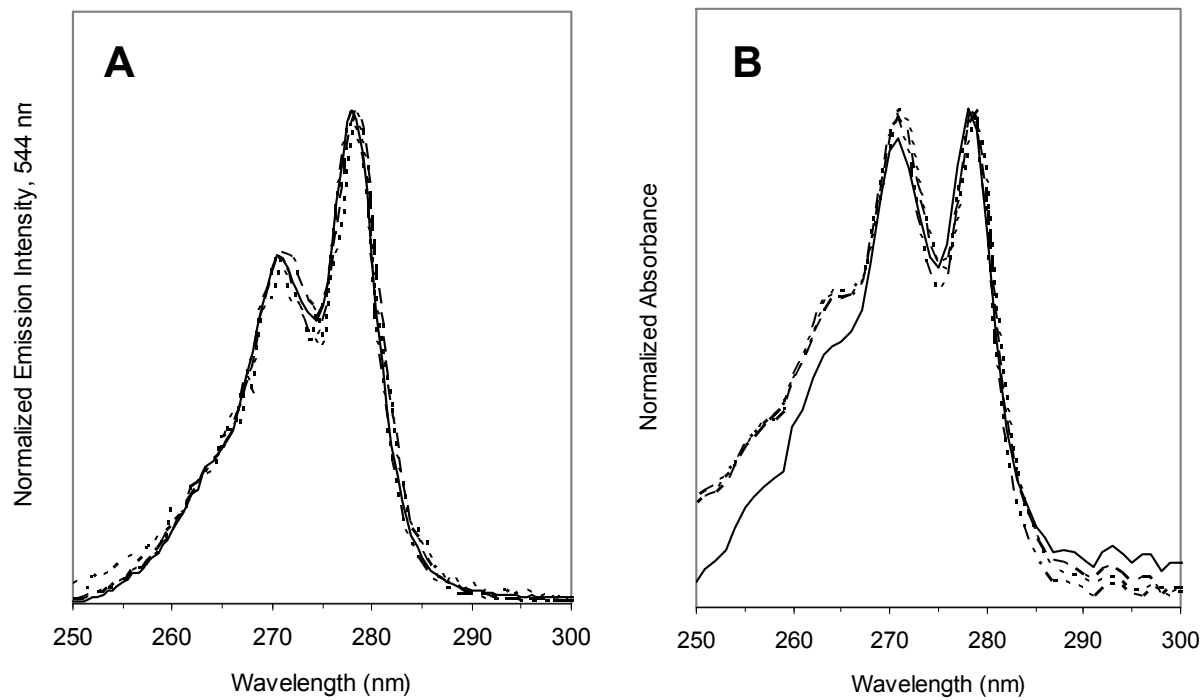 A
Normalized Emission Intensity, 544 nm
250 260 270 280 290 300
Wavelength (nm)
B
Normalized Absorbance
250 260 270 280 290 300
Wavelength (nm)